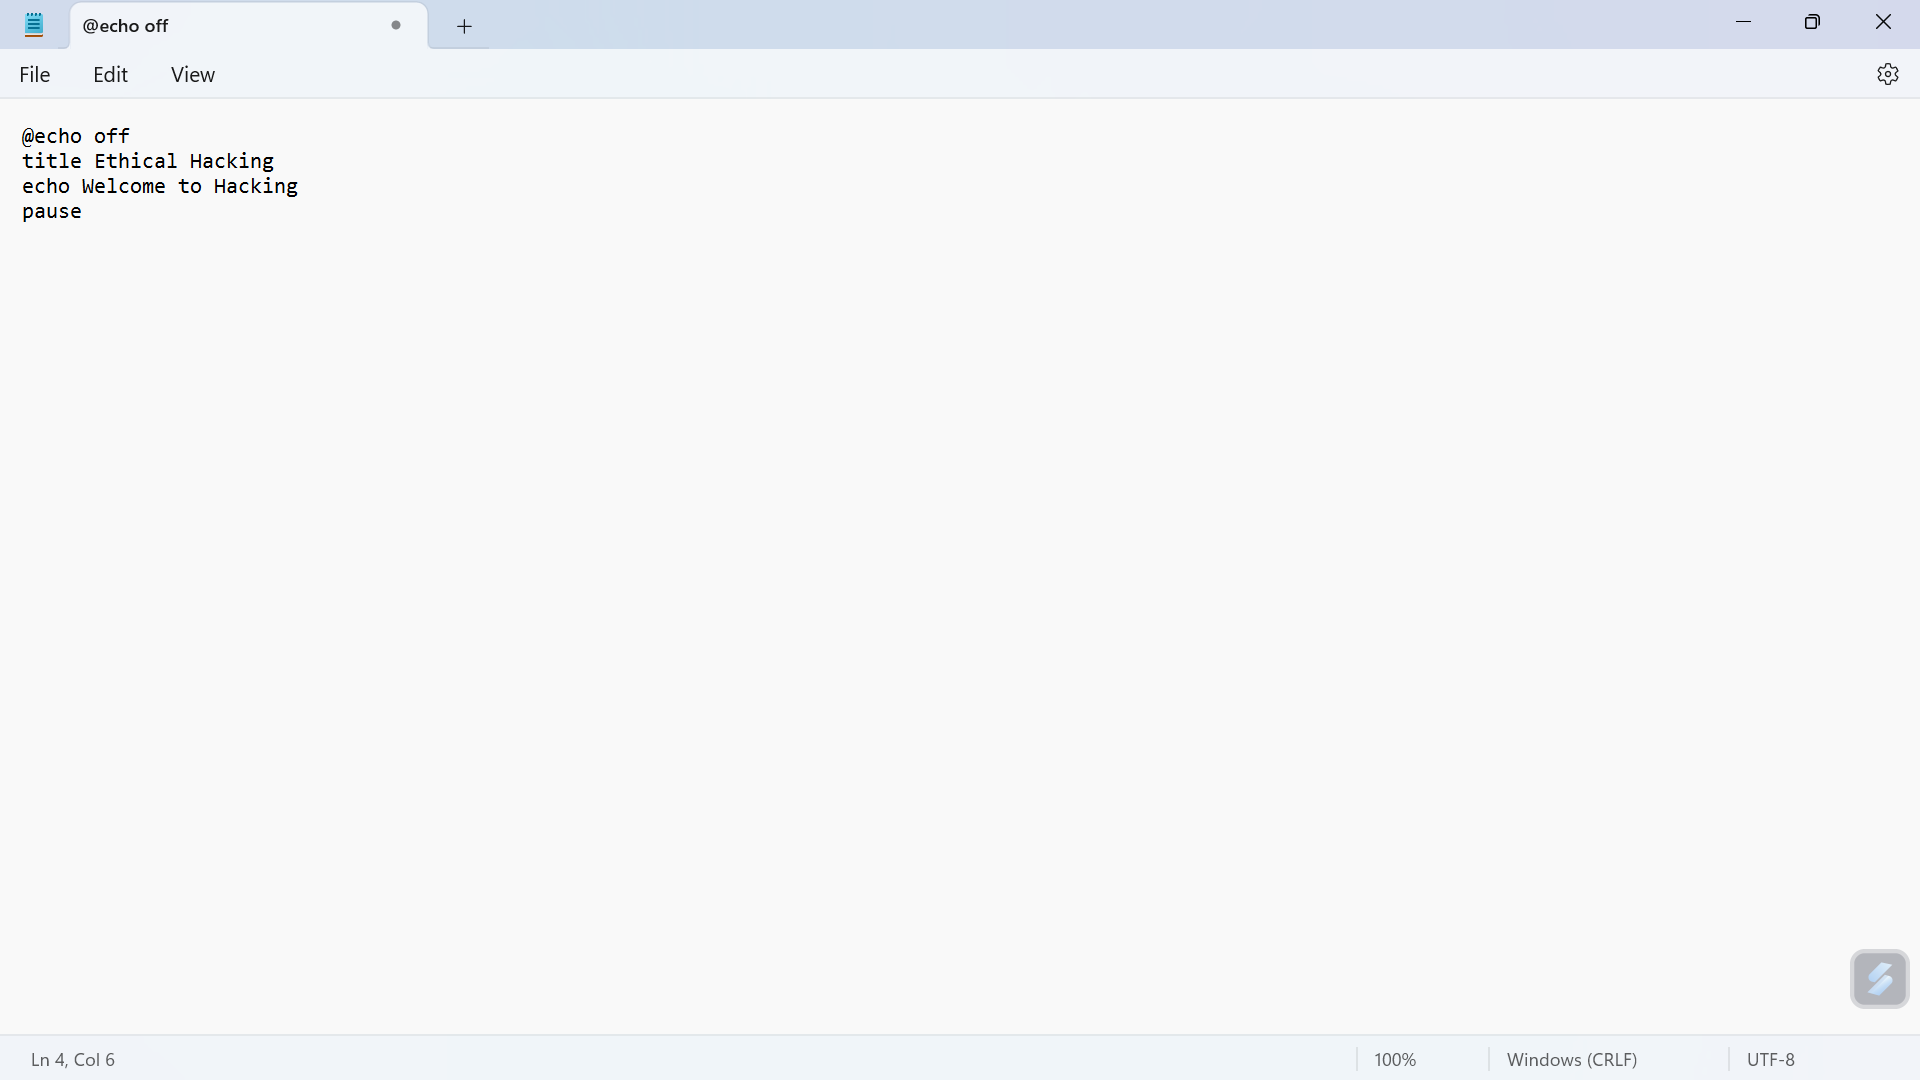 @echo off
File Edit View
@echo off
title Ethical Hacking
echo Welcome to Hacking
pause
Ln 4, Col 6 100% Windows (CRLF) UTF-8